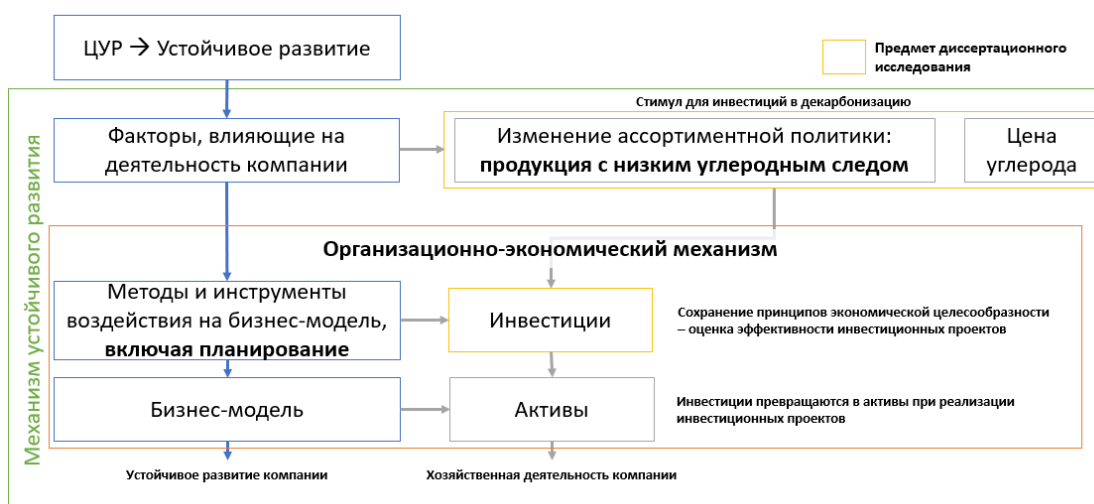 ЦУР → Устойчивое развитие
Предмет диссертационного
исследования
Механизм устойчивого развития
Стимул для инвестиций в декарбонизацию
Факторы, влияющие на
деятельность компании
Изменение ассортиментной политики:
продукция с низким углеродным следом
Цена
углерода
Организационно-экономический механизм
Методы и инструменты
воздействия на бизнес-модель,
включая планирование
Инвестиции
Сохранение принципов экономической целесообразности
– оценка эффективности инвестиционных проектов
Бизнес-модель
Активы
Инвестиции превращаются в активы при реализации
инвестиционных проектов
Устойчивое развитие компании
Хозяйственная деятельность компании